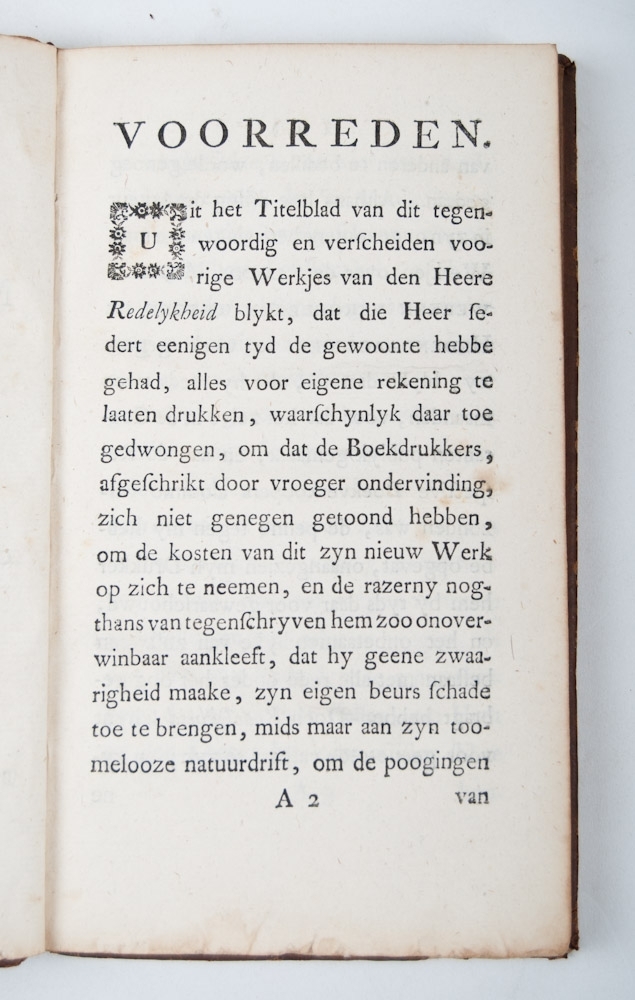 VOORREDEN.
Uit het Titelblad van dit tegen-
woordig en verſcheiden voo-
rige Werkjes van den Heere
Redelykheid blykt, dat die Heer ſe-
dert eenigen tyd de gewoonte hebbe
gehad, alles voor eigene rekening te
laaten drukken, waarſchynlyk daar toe
gedwongen, om dat de Boekdrukkers,
afgeſchrikt door vroeger ondervinding,
zich niet genegen getoond hebben,
om de kosten van dit zyn nieuw Werk
op zich te neemen, en de razerny nog-
thans van tegenſchryven hem zoo onover-
winbaar aankleeft, dat hy geene zwaa-
righeid maake, zyn eigen beurs ſchade
toe te brengen, mids maar aan zyn too-
melooze natuurdrift, om de poogingen
A 2 van